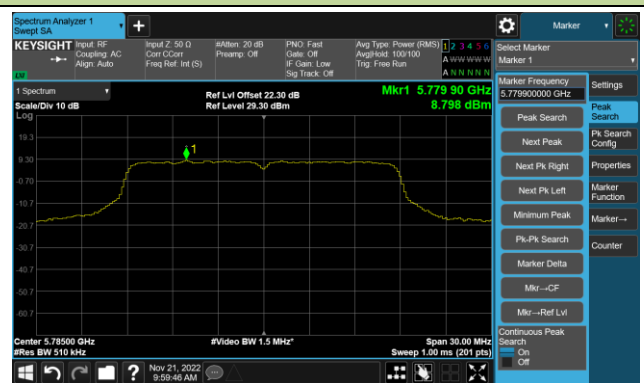 Spectrum Analyzer 1
Swept SA
+
Marker
KEYSIGHT Input: RF Input Z: 50 Ω #Atten: 20 dB PNO: Fast Avg Type: Power (RMS) 1 2 3 4 5 6
Coupling: AC Corr CCorr Preamp: Off Gate: Off Avg|Hold: 100/100 A W W W W W
Align: Auto Freq Ref: Int (S) IF Gain: Low Trig: Free Run A N N N N N
Sig Track: Off
LW
Select Marker
Marker 1
1 Spectrum
Ref Lvl Offset 22.30 dB
Mkr1 5.779 90 GHz
Scale/Div 10 dB
Ref Level 29.30 dBm
8.798 dBm
Log
19.3
9.30
-0.70
-10.7
-20.7
-30.7
-40.7
-50.7
-60.7
1
Center 5.78500 GHz
#Video BW 1.5 MHz*
Span 30.00 MHz
#Res BW 510 kHz
Sweep 1.00 ms (201 pts)
Marker Frequency
5.779900000 GHz
Peak Search
Next Peak
Next Pk Right
Next Pk Left
Minimum Peak
Pk-Pk Search
Marker Delta
Mkr→CF
Mkr→Ref Lvl
Continuous Peak
Search
On
Off
Settings
Peak
Search
Pk Search
Config
Properties
Marker
Function
Marker→
Counter
?
Nov 21, 2022
9:59:46 AM